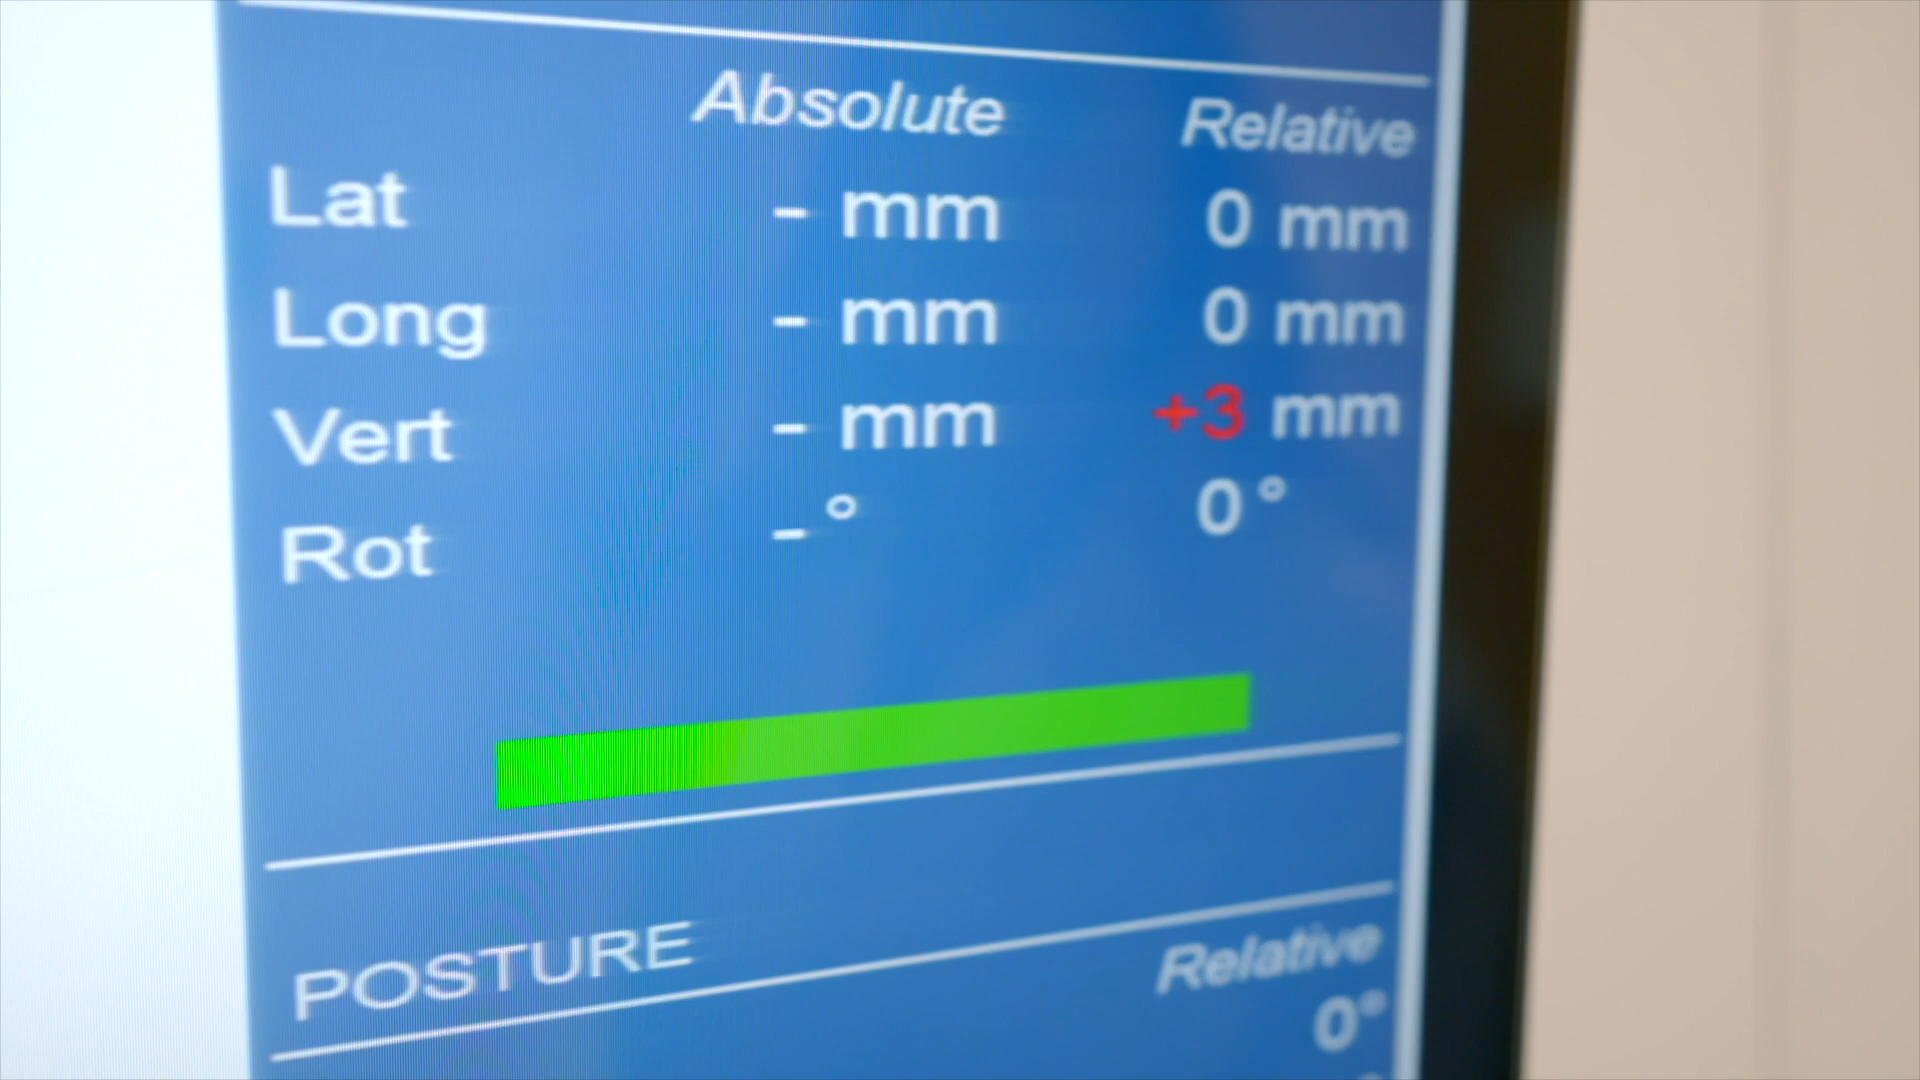 Absolute Relative
Lat - mm 0 mm
Long - mm 0 mm
Vert - mm +3 mm
Rot - ° 0 °
POSTURE
Relative
0°